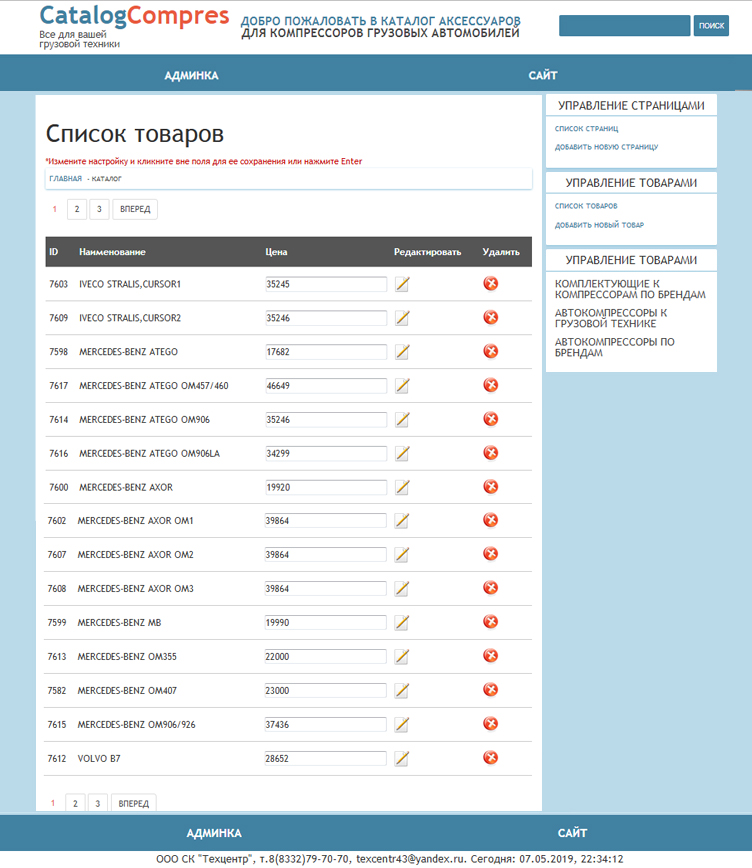 CatalogCompres
Все для вашей
грузовой техники
ДОБРО ПОЖАЛОВАТЬ В КАТАЛОГ АКСЕССУАРОВ
ДЛЯ КОМПРЕССОРОВ ГРУЗОВЫХ АВТОМОБИЛЕЙ
ПОИСК
АДМИНКА САЙТ
Список товаров
*Измените настройку и кликните вне поля для ее сохранения или нажмите Enter
ГЛАВНАЯ - КАТАЛОГ
1 2 3 ВПЕРЕД
ID Наименование Цена Редактировать Удалить
7603 IVECO STRALIS,CURSOR1 35245
7609 IVECO STRALIS,CURSOR2 35246
7598 MERCEDES-BENZ ATEGO 17682
7617 MERCEDES-BENZ ATEGO OM457/460 46649
7614 MERCEDES-BENZ ATEGO OM906 35246
7616 MERCEDES-BENZ ATEGO OM906LA 34299
7600 MERCEDES-BENZ AXOR 19920
7602 MERCEDES-BENZ AXOR OM1 39864
7607 MERCEDES-BENZ AXOR OM2 39864
7608 MERCEDES-BENZ AXOR OM3 39864
7599 MERCEDES-BENZ MB 19990
7613 MERCEDES-BENZ OM355 22000
7582 MERCEDES-BENZ OM407 23000
7615 MERCEDES-BENZ OM906/926 37436
7612 VOLVO B7 28652
1 2 3 ВПЕРЕД
УПРАВЛЕНИЕ СТРАНИЦАМИ
СПИСОК СТРАНИЦ
ДОБАВИТЬ НОВУЮ СТРАНИЦУ
УПРАВЛЕНИЕ ТОВАРАМИ
СПИСОК ТОВАРОВ
ДОБАВИТЬ НОВЫЙ ТОВАР
УПРАВЛЕНИЕ ТОВАРАМИ
КОМПЛЕКТУЮЩИЕ К
КОМПРЕССОРАМ ПО БРЕНДАМ
АВТОКОМПРЕССОРЫ К
ГРУЗОВОЙ ТЕХНИКЕ
АВТОКОМПРЕССОРЫ ПО
БРЕНДАМ
АДМИНКА САЙТ
ООО СК "Техцентр", т.8(8332)79-70-70, texcentr43@yandex.ru. Сегодня: 07.05.2019, 22:34:12